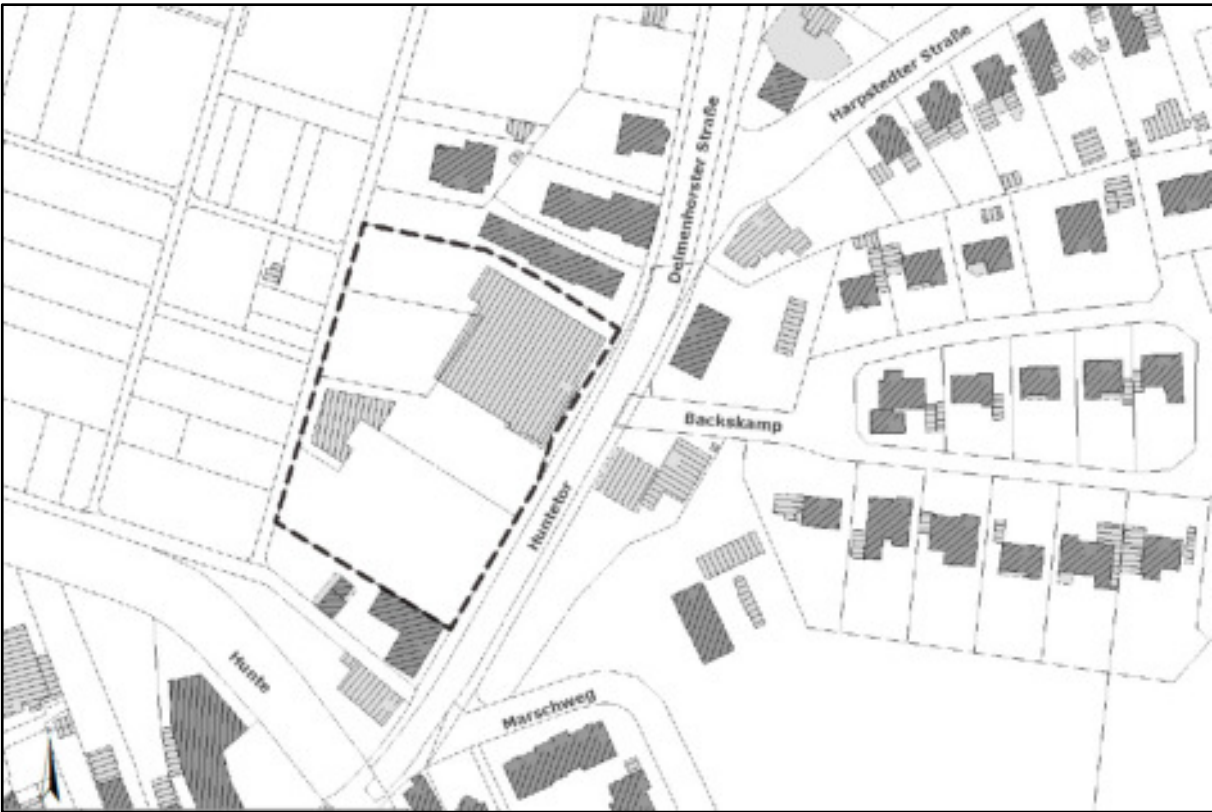 Harpstedter Straße
Delmenhorster Straße
Backskamp
Huntetor
Hunte
Marschweg